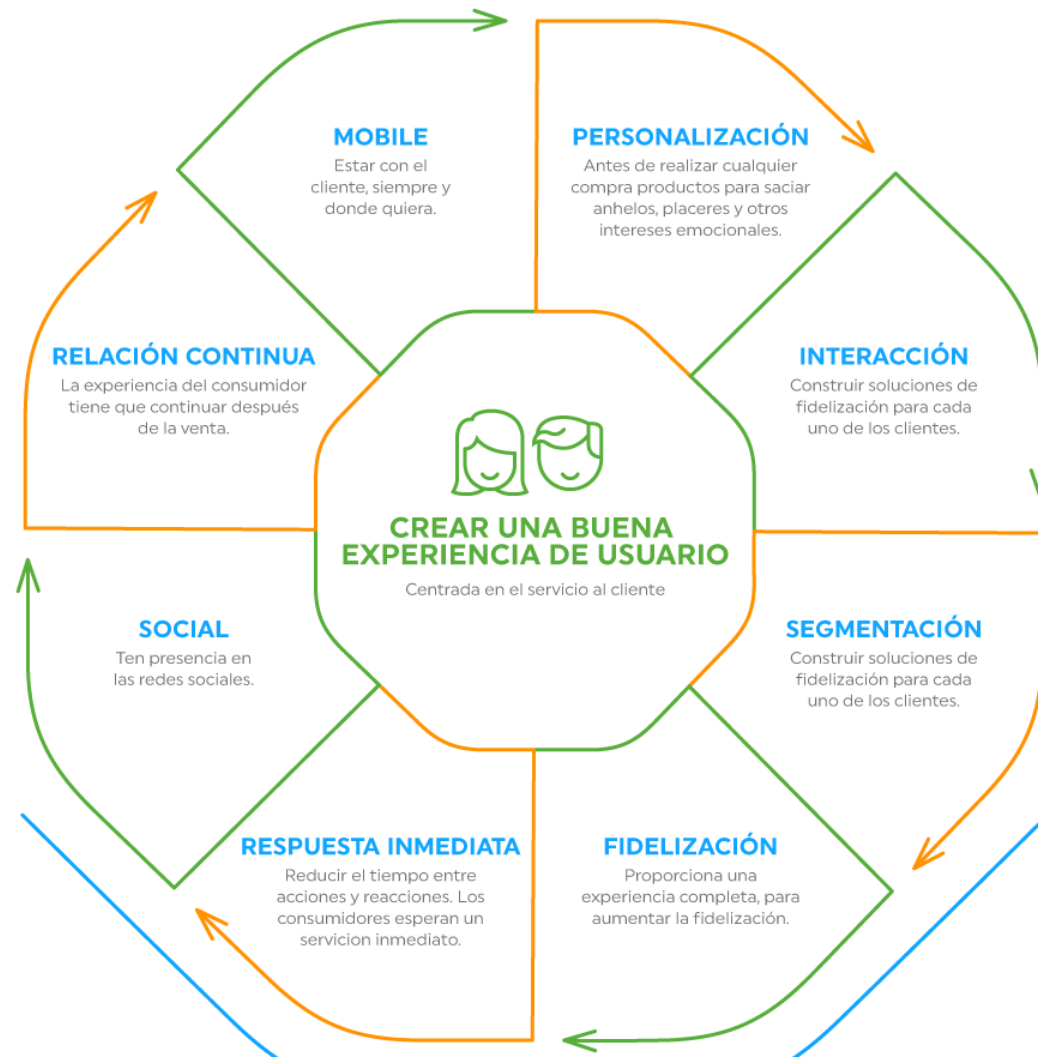 MOBILE
Estar con el
cliente, siempre y
donde quiera.
PERSONALIZACIÓN
Antes de realizar cualquier
compra productos para saciar
anhelos, placeres y otros
intereses emocionales.
RELACIÓN CONTINUA
La experiencia del consumidor
tiene que continuar después
de la venta.
INTERACCIÓN
Construir soluciones de
fidelización para cada
uno de los clientes.
CREAR UNA BUENA
EXPERIENCIA DE USUARIO
Centrada en el servicio al cliente
SOCIAL
Ten presencia en
las redes sociales.
SEGMENTACIÓN
Construir soluciones de
fidelización para cada
uno de los clientes.
RESPUESTA INMEDIATA
Reducir el tiempo entre
acciones y reacciones. Los
consumidores esperan un
servicion inmediato.
FIDELIZACIÓN
Proporciona una
experiencia completa, para
aumentar la fidelización.